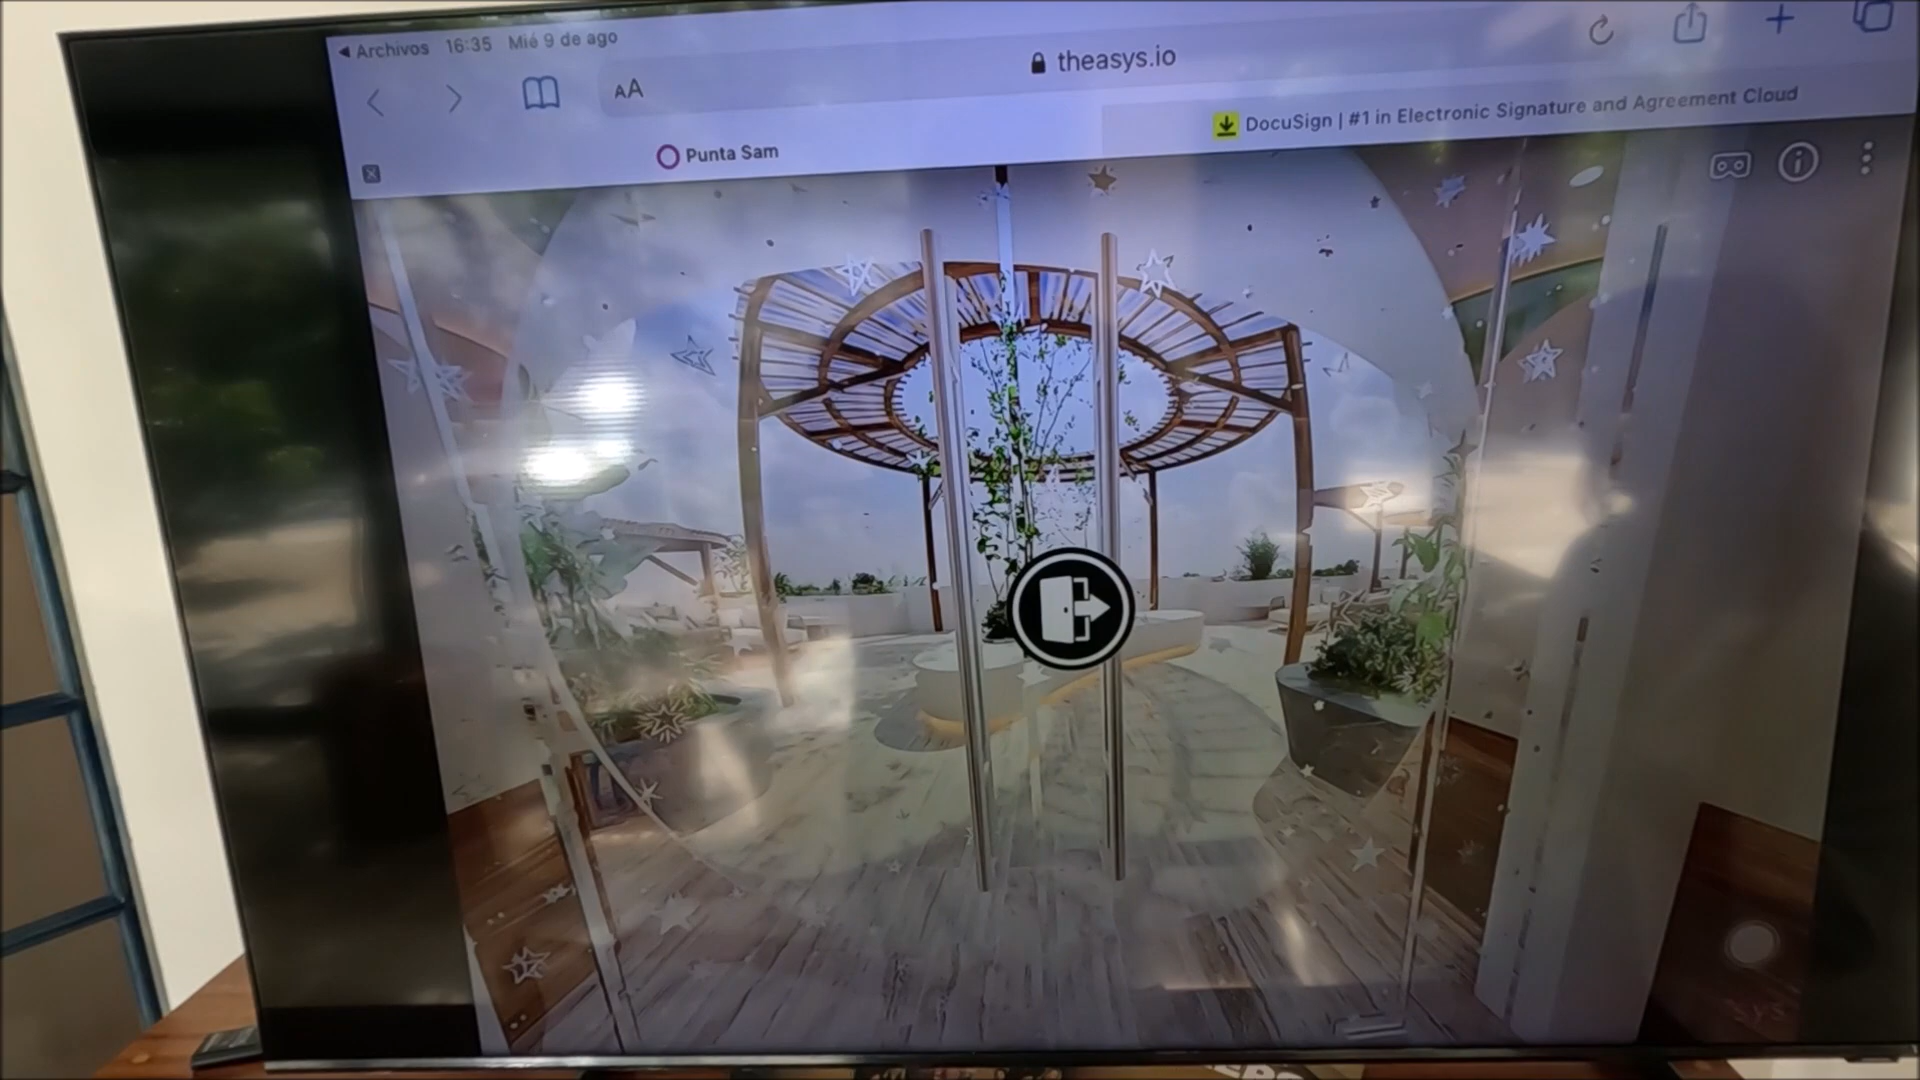 ◀ Archivos 16:35 Mié 9 de ago
AA
theasys.io
Punta Sam
DocuSign | #1 in Electronic Signature and Agreement Cloud